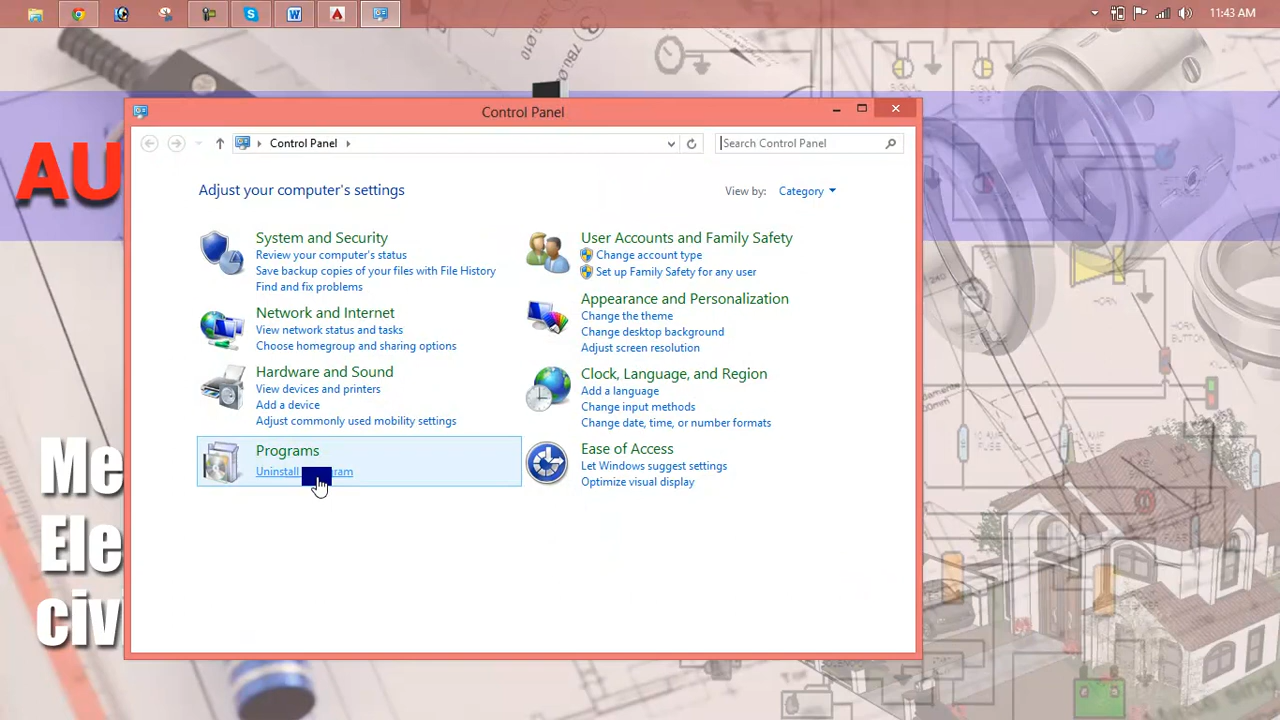 11:43 AM
Control Panel
Control Panel
Search Control Panel
Adjust your computer's settings
View by: Category
System and Security
Review your computer's status
Save backup copies of your files with File History
Find and fix problems
Network and Internet
View network status and tasks
Choose homegroup and sharing options
Hardware and Sound
View devices and printers
Add a device
Adjust commonly used mobility settings
Programs
Uninstall
User Accounts and Family Safety
Change account type
Set up Family Safety for any user
Appearance and Personalization
Change the theme
Change desktop background
Adjust screen resolution
Clock, Language, and Region
Add a language
Change input methods
Change date, time, or number formats
Ease of Access
Let Windows suggest settings
Optimize visual display
AU
Me
Ele
civ
HORN
HORN
BUTTON